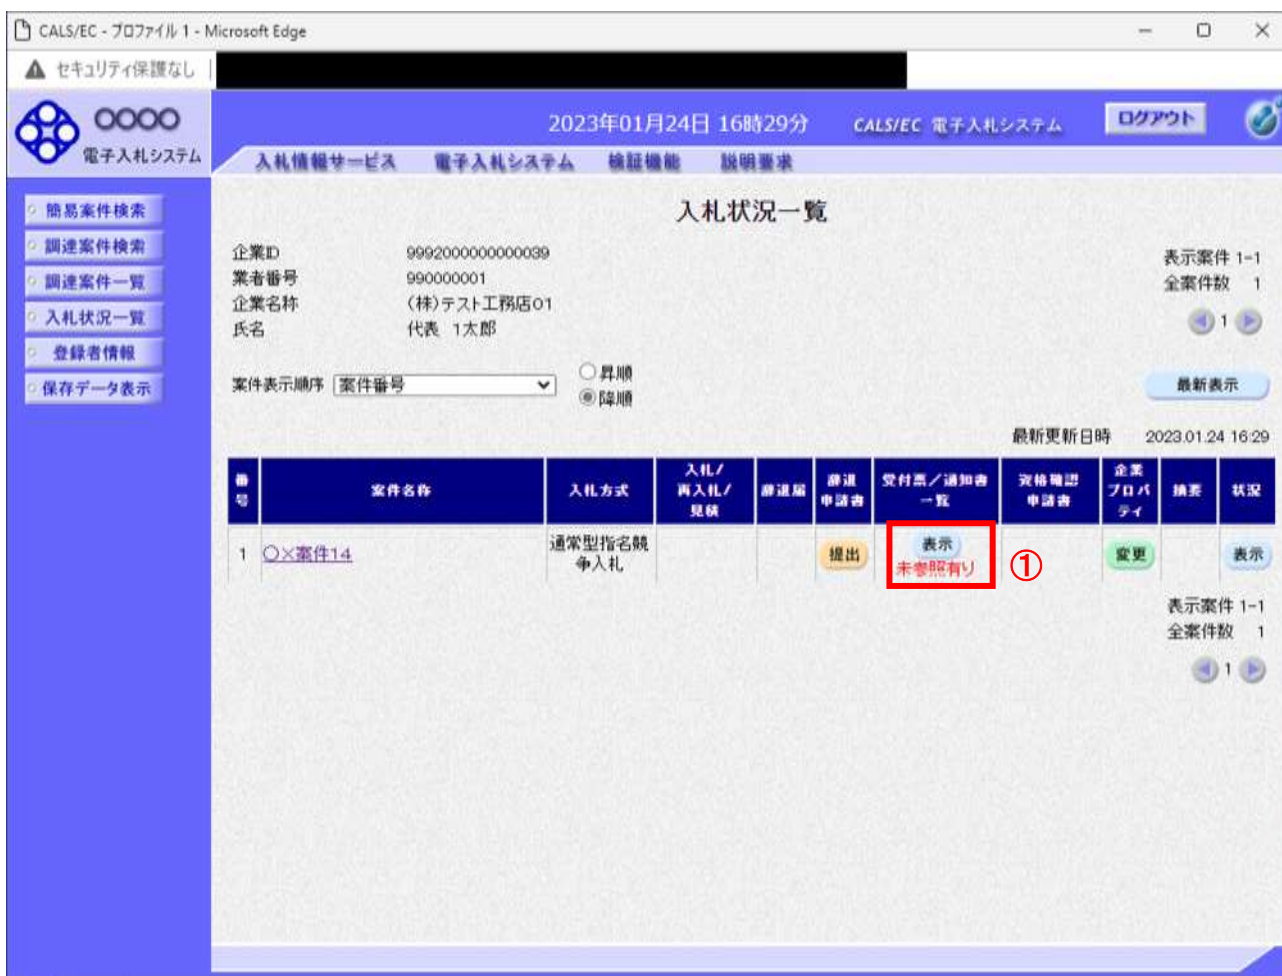 CALS/EC - プロファイル 1 - Microsoft Edge
セキュリティ保護なし
〇〇〇〇
電子入札システム
2023年01月24日 16時29分
CALS/EC 電子入札システム
ログアウト
入札情報サービス 電子入札システム 検証機能 説明要求
簡易案件検索
調達案件検索
調達案件一覧
入札状況一覧
登録者情報
保存データ表示
入札状況一覧
企業ID 9992000000000039
業者番号 990000001
企業名称 (株)テスト工務店01
氏名 代表 1太郎
表示案件 1-1
全案件数 1
1
案件表示順序 案件番号
昇順
降順
最新表示
最新更新日時 2023.01.24 16:29
番号 案件名称 入札方式 入札/再入札/見積 辞退届 辞退申請書 受付票/通知書一覧 資格確認申請書 企業プロパティ 摘要 状況
1 〇×案件14 通常型指名競争入札 提出 表示 未参照有り 変更 表示
①
表示案件 1-1
全案件数 1
1